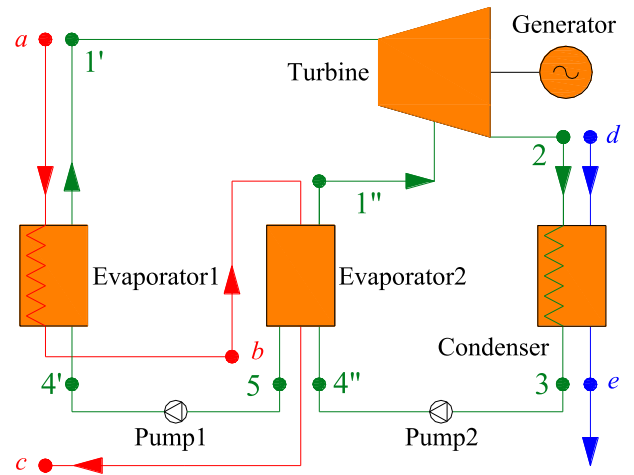 Generator
a
1'
Turbine
2
d
1''
Evaporator1
Evaporator2
b
Condenser
4'
5
4''
3
e
Pump1
Pump2
c